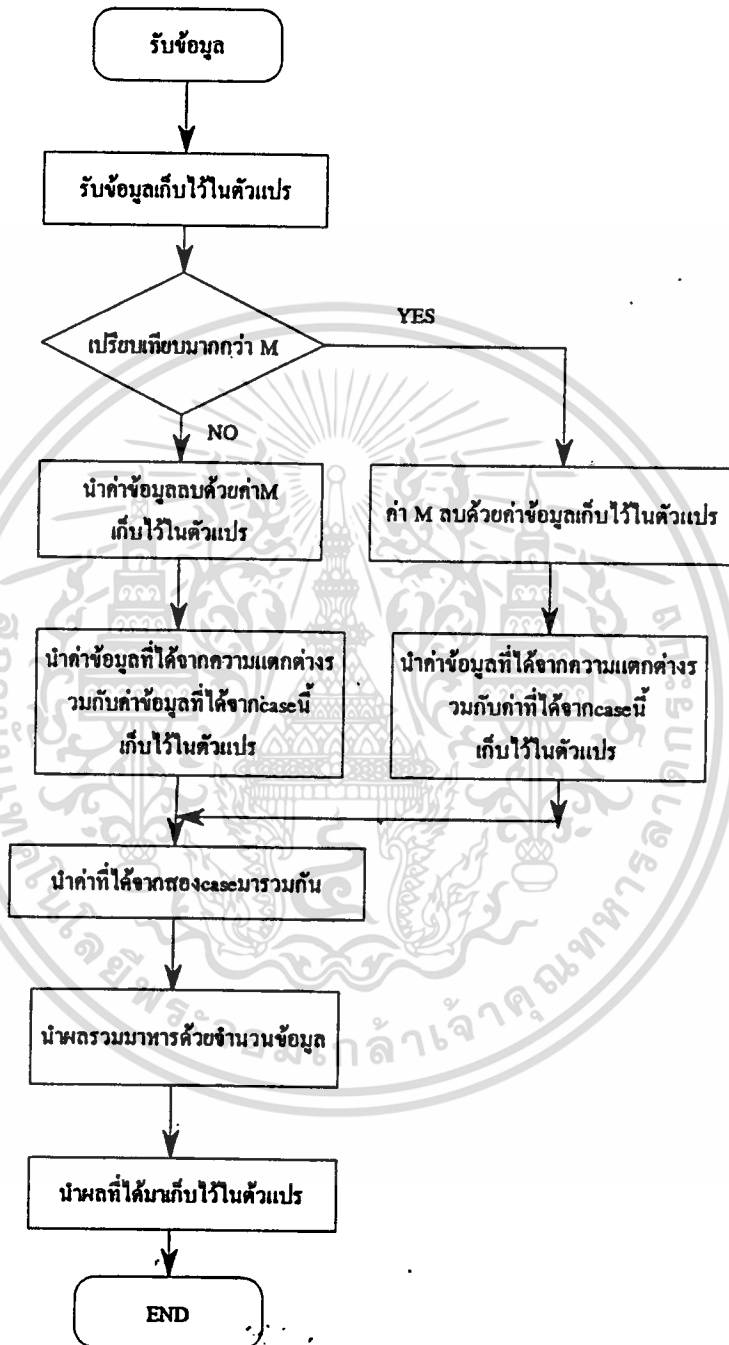 รับข้อมูล
รับข้อมูลเก็บไว้ในตัวแปร
เปรียบเทียบมากกว่า M
YES
NO
นำค่าข้อมูลลบด้วยค่าM
เก็บไว้ในตัวแปร
ค่า M ลบด้วยค่าข้อมูลเก็บไว้ในตัวแปร
นำค่าข้อมูลที่ได้จากความแตกต่างร
วมกับค่าข้อมูลที่ได้จากcaseนี้
เก็บไว้ในตัวแปร
นำค่าข้อมูลที่ได้จากความแตกต่างร
วมกับค่าที่ได้จากcaseนี้
เก็บไว้ในตัวแปร
นำค่าที่ได้จากสองcaseมารวมกัน
นำผลรวมมาหารด้วยจำนวนข้อมูล
นำผลที่ได้มาเก็บไว้ในตัวแปร
END